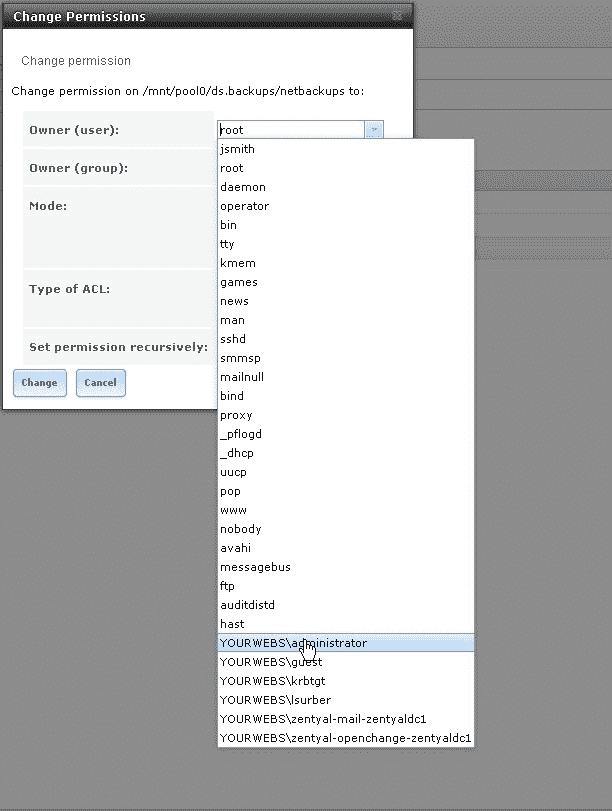 Change Permissions
Change permission
Change permission on /mnt/pool0/ds.backups/netbackups to:
Owner (user):
root
Owner (group):
Mode:
Type of ACL:
Set permission recursively:
Change
Cancel
jsmith
root
daemon
operator
bin
tty
kmem
games
news
man
sshd
smmsp
mailnull
bind
proxy
_pflogd
_dhcp
uucp
pop
www
nobody
avahi
messagebus
ftp
auditdistd
hast
YOURWEBS\administrator
YOURWEBS\guest
YOURWEBS\krbtgt
YOURWEBS\lsurber
YOURWEBS\zentyal-mail-zentyaldc1
YOURWEBS\zentyal-openchange-zentyaldc1